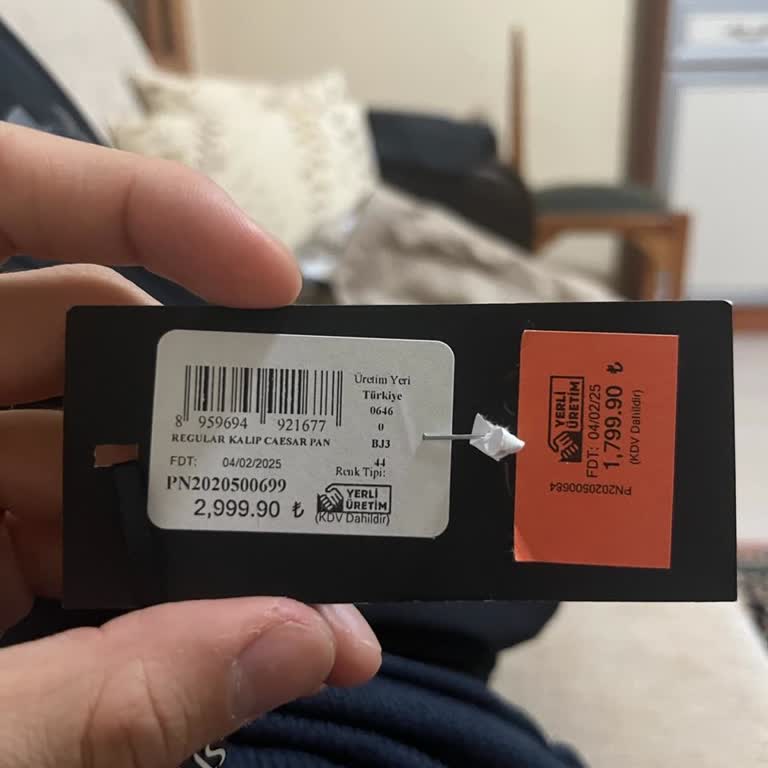 8 959694 921677
REGULAR KALIP CAESAR PAN
FDT: 04/02/2025
PN2020500699
2,999.90 ₺
Üretim Yeri
Türkiye
0646
0
BJ3
44
Renk Tipi:
YERLİ
ÜRETİM
(KDV Dahildir)
YERLİ
ÜRETİM
FDT: 04/02/25
1,799.90 ₺
(KDV Dahildir)
PN2020500684